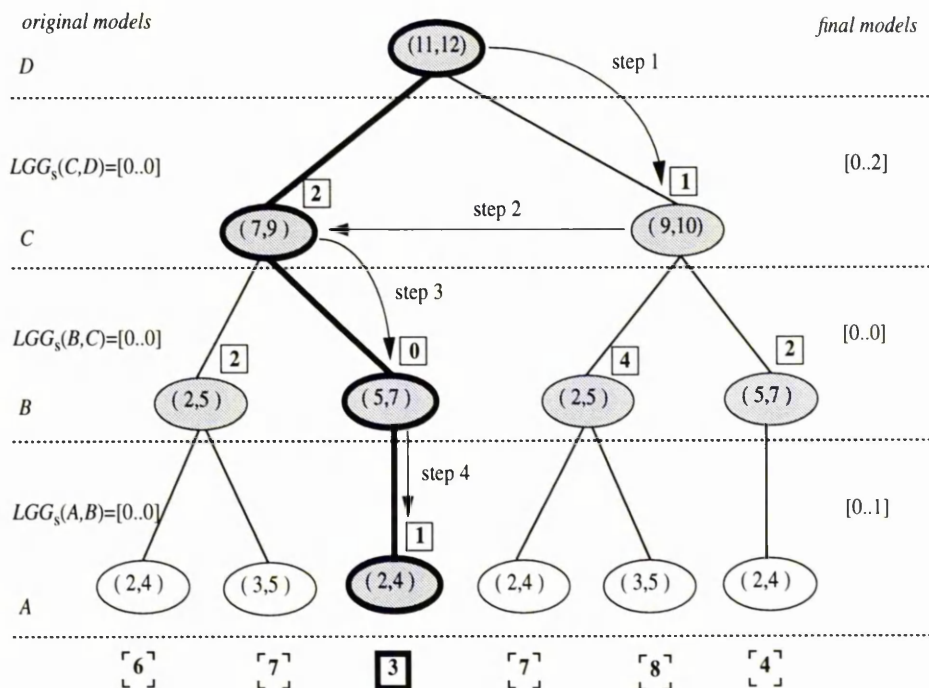 original models
final models
(11,12)
step 1
D
LGGs(C,D)=[0..0]
[0..2]
2
1
step 2
( 7,9 )
( 9,10)
C
step 3
LGGs(B,C)=[0..0]
[0..0]
2
0
4
2
( 2,5 )
( 5,7 )
( 2,5 )
( 5,7 )
B
step 4
LGGs(A,B)=[0..0]
[0..1]
1
( 2,4 )
( 3,5 )
( 2,4 )
( 2,4 )
( 3,5 )
( 2,4 )
A
6
7
3
7
8
4